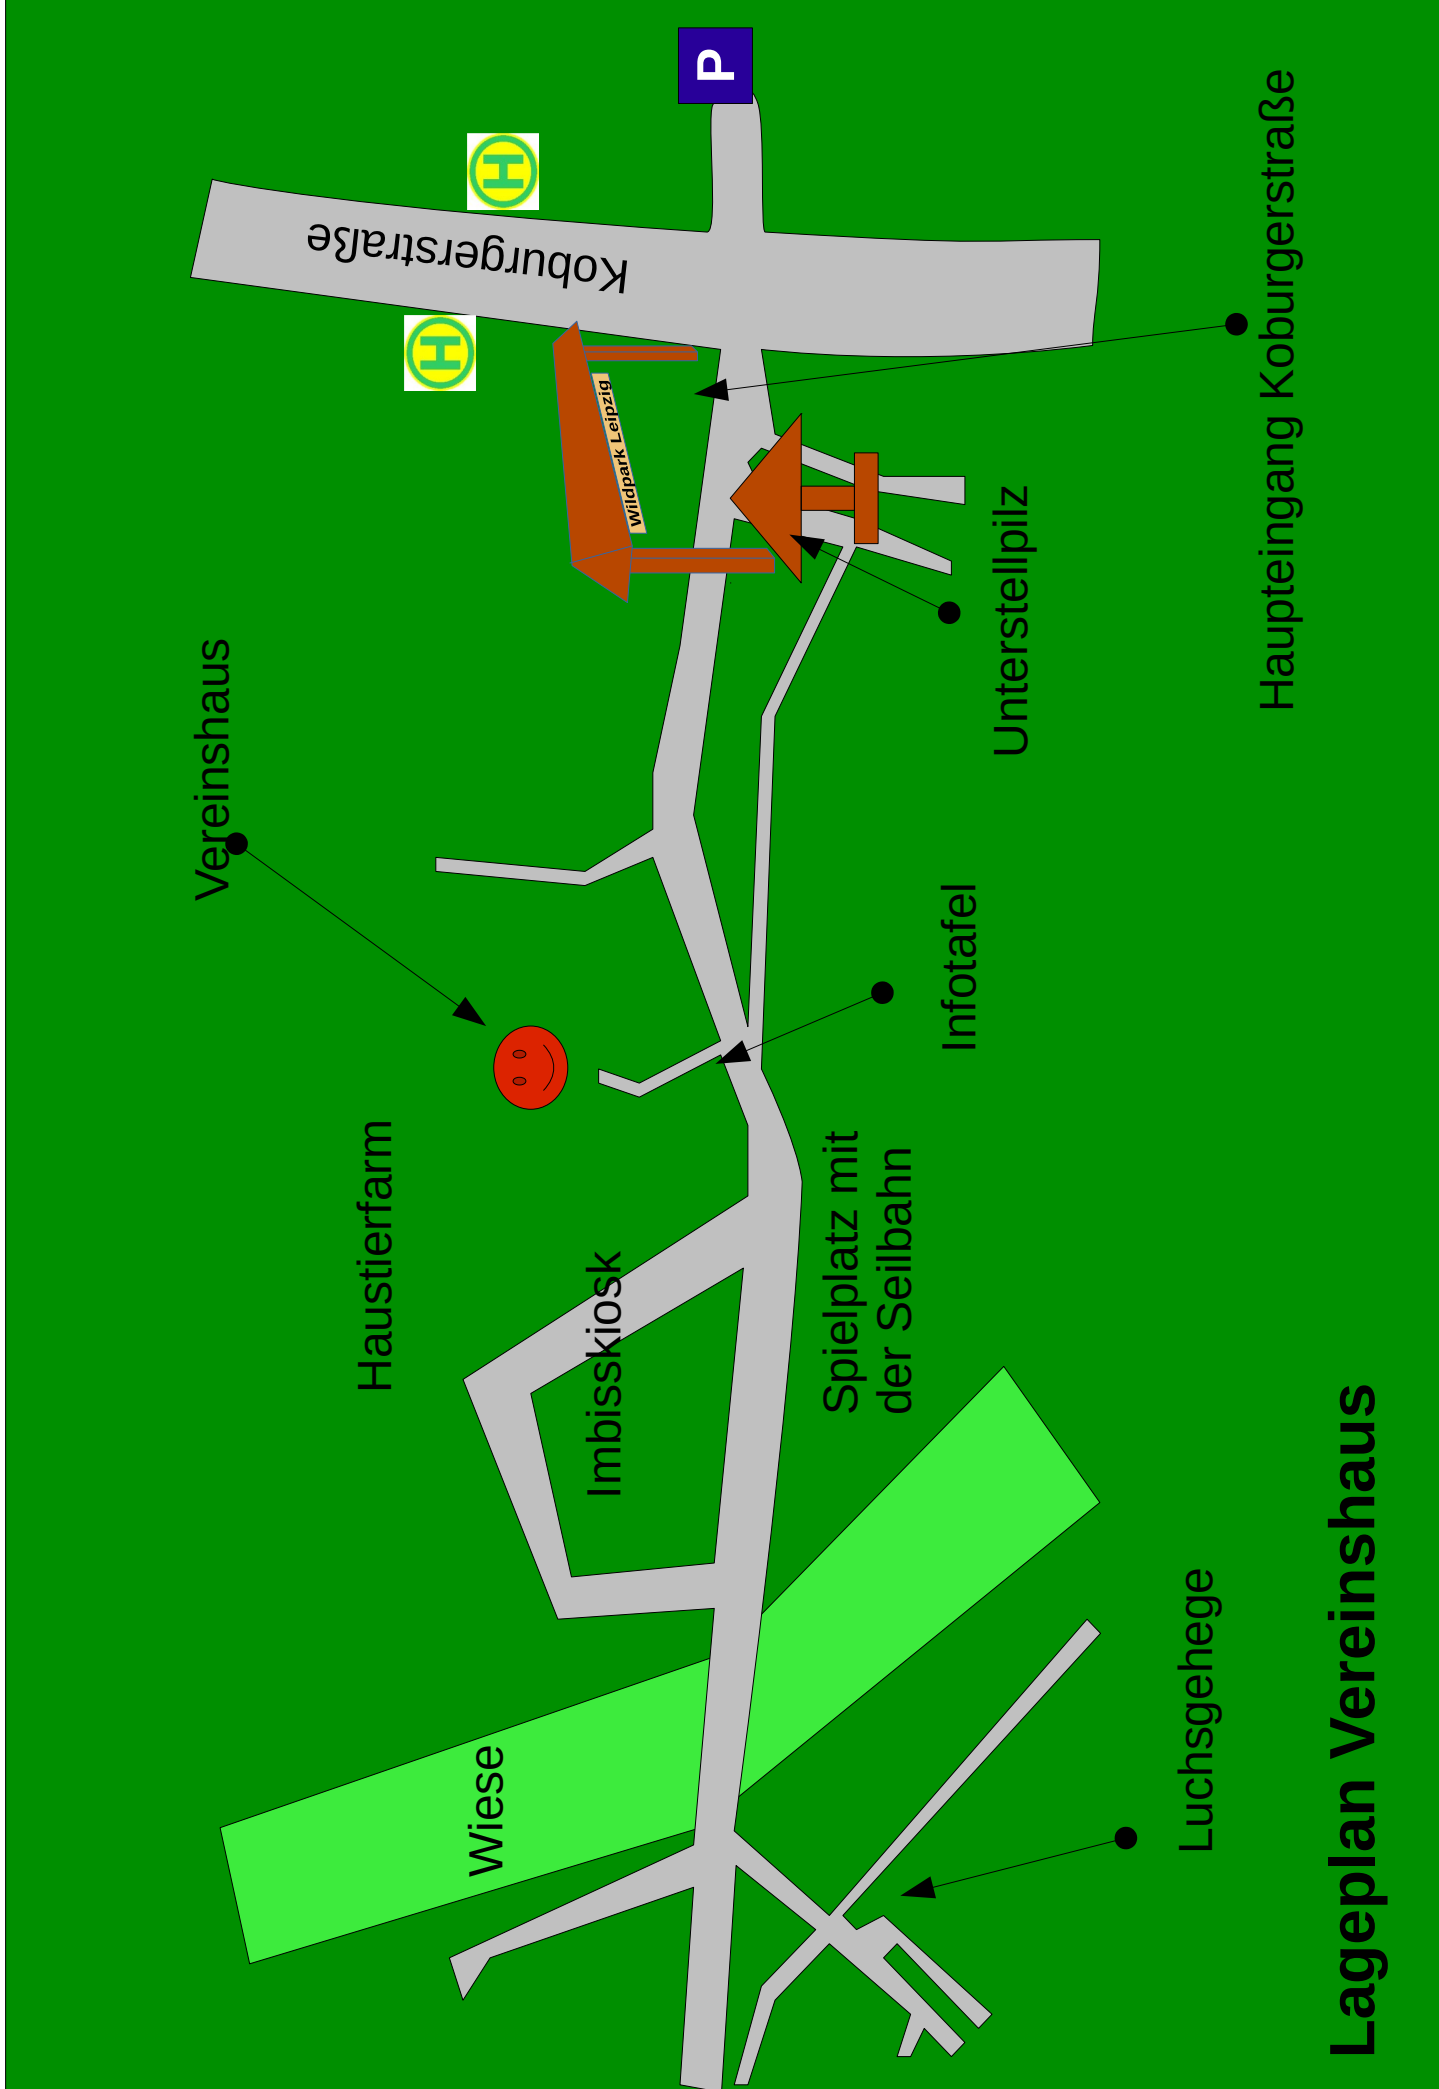 P
H
Koburgerstraße
H
Wildpark Leipzig
Haupteingang Koburgerstraße
Unterstellpilz
Vereinshaus
Infotafel
Haustierfarm
Imbisskiosk
Spielplatz mit
der Seilbahn
Wiese
Luchsgehege
Lageplan Vereinshaus